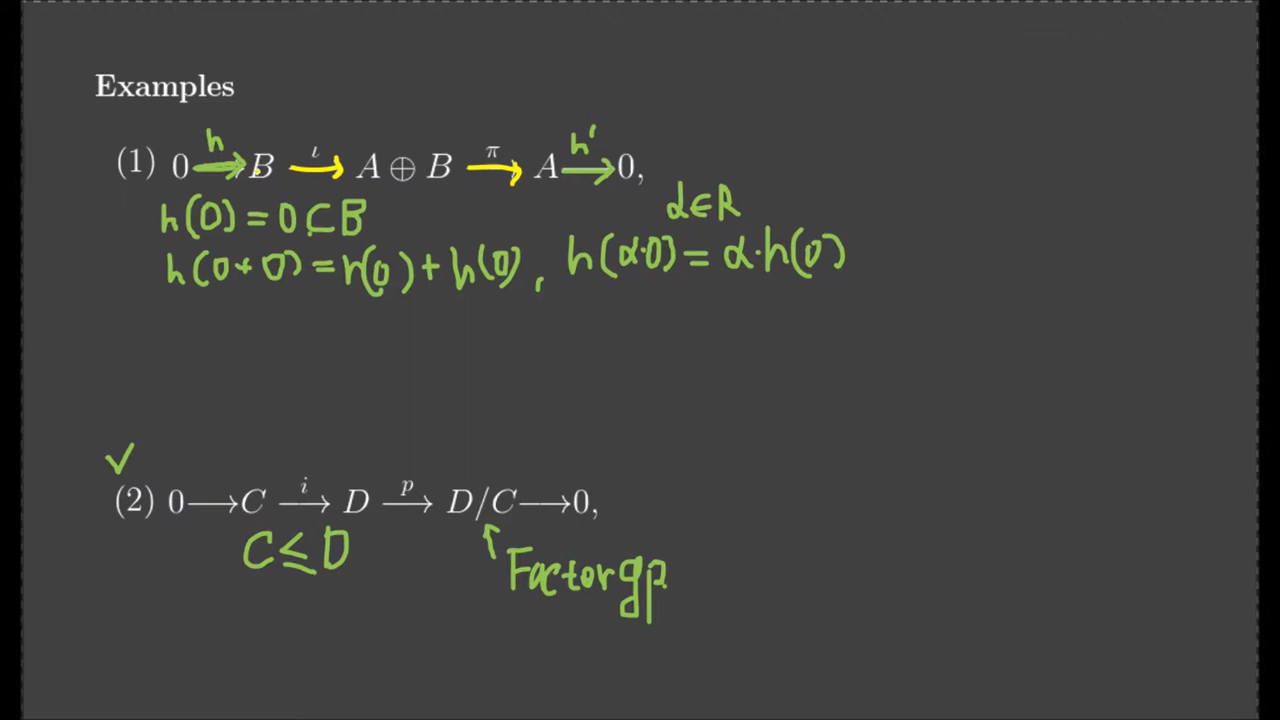 Examples
h h'
(1) 0 ⟶ B ι⟶ A ⊕ B π⟶ A ⟶ 0,
h(0) = 0 ⊂ B α∈R
h(0+0) = h(0) + h(0), h(α·0) = α·h(0)
✓
(2) 0 ⟶ C i⟶ D p⟶ D/C ⟶ 0,
C ≤ D ↑ Factor gp